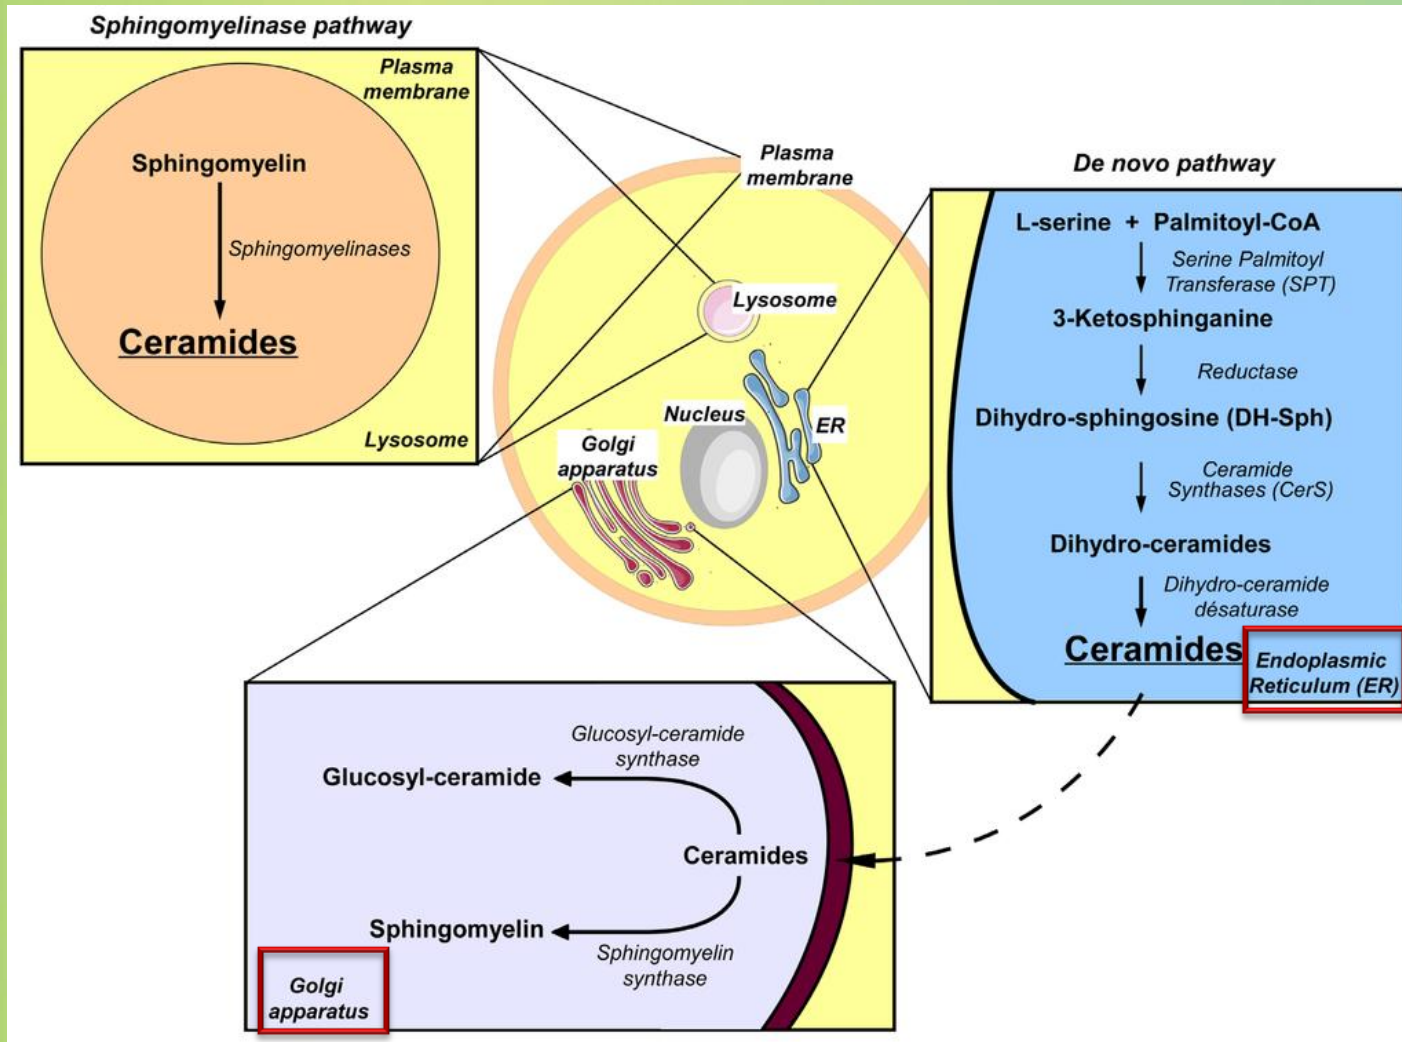 Sphingomyelinase pathway
Plasma
membrane
Sphingomyelin
Sphingomyelinases
Ceramides
Lysosome
Plasma
membrane
Lysosome
Nucleus
ER
Golgi
apparatus
De novo pathway
L-serine + Palmitoyl-CoA
Serine Palmitoyl
Transferase (SPT)
3-Ketosphinganine
Reductase
Dihydro-sphingosine (DH-Sph)
Ceramide
Synthases (CerS)
Dihydro-ceramides
Dihydro-ceramide
désaturase
Ceramides
Endoplasmic
Reticulum (ER)
Glucosyl-ceramide
synthase
Glucosyl-ceramide
Ceramides
Sphingomyelin
Sphingomyelin
synthase
Golgi
apparatus